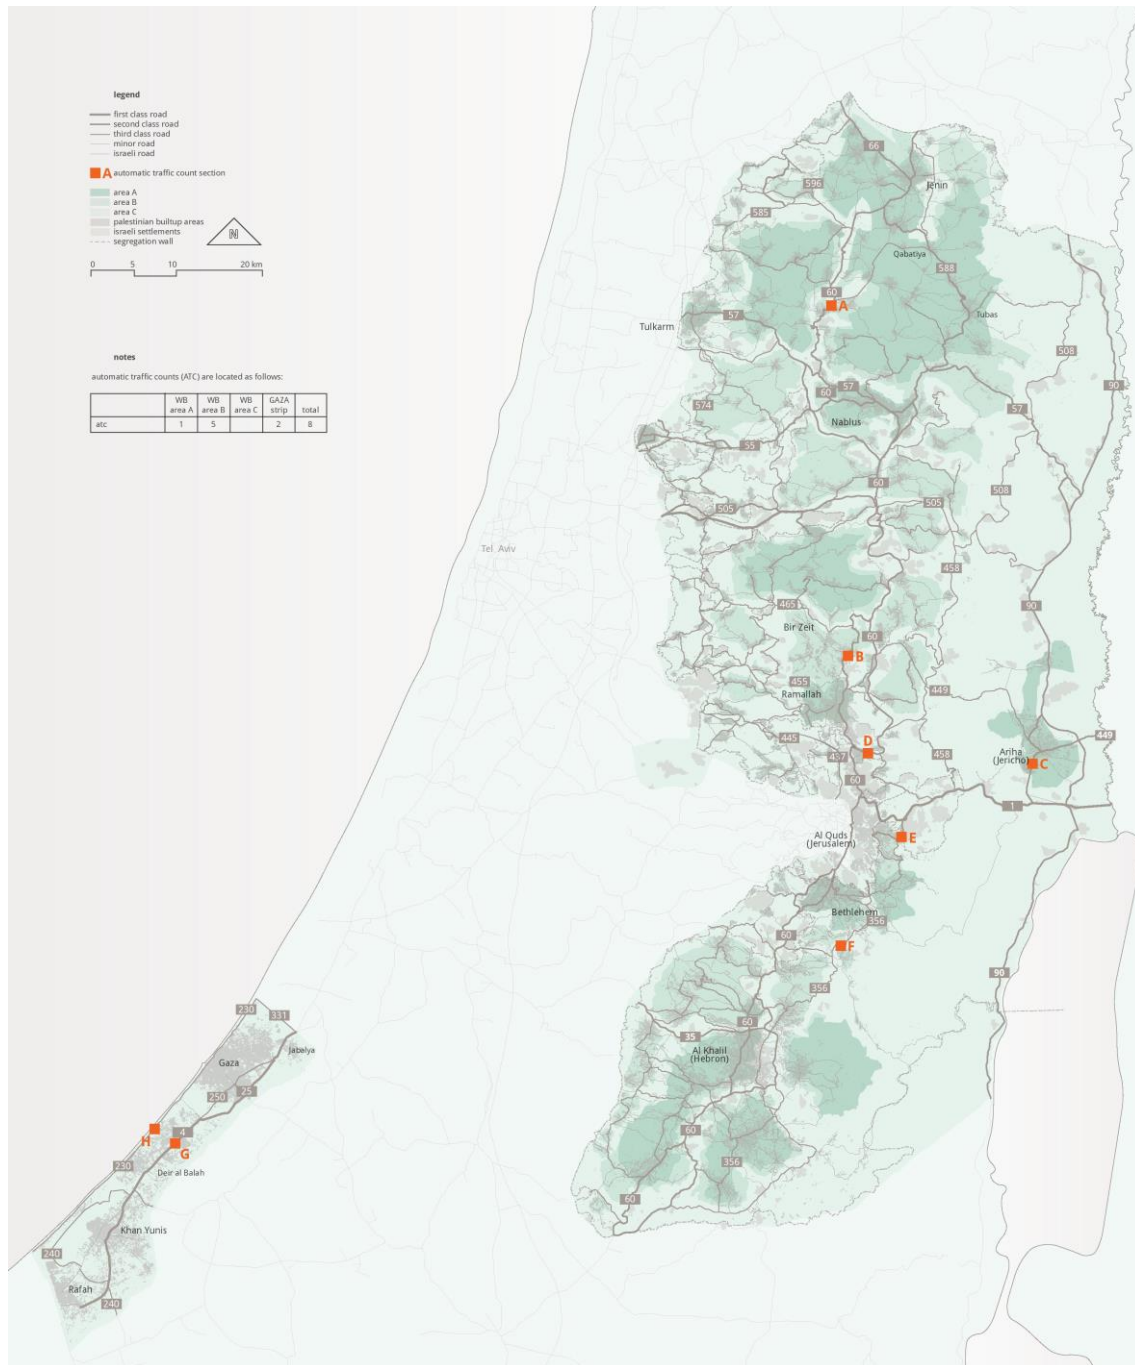 legend
first class road
second class road
third class road
minor road
israeli road
A automatic traffic count section
area A
area B
area C
palestinian builtup areas
israeli settlements
segregation wall
N
0 5 10 20 km
notes
automatic traffic counts (ATC) are located as follows:
WB area A WB area B WB area C GAZA strip total
atc 1 5 2 8
66
596
Jenin
585
Qabatiya
588
60
A
57
Tulkarm
Tubas
508
90
57
60
574
57
Nablus
55
60
508
505
505
Tel Aviv
458
465
90
Bir Zeit
60
B
455
Ramallah
449
445
D
449
437
458
Ariha
(Jericho)
C
60
1
Al Quds
(Jerusalem)
E
Bethlehem
356
60
F
90
356
230
331
60
35
Jabalya
Al Khalil
(Hebron)
Gaza
25
250
H
4
G
60
230
Deir al Balah
356
60
Khan Yunis
240
Rafah
240